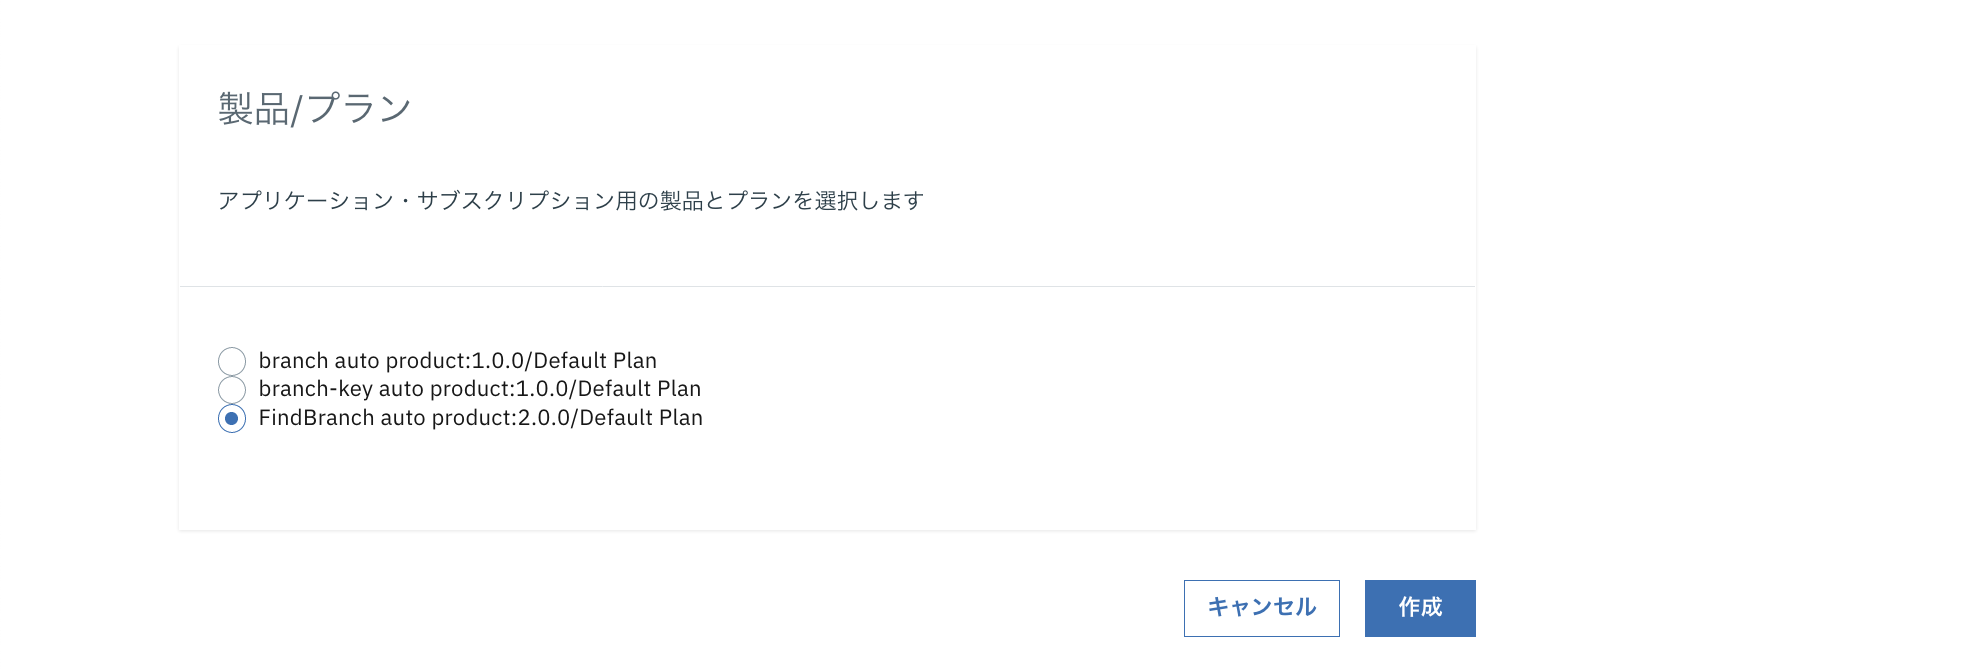 製品/プラン
アプリケーション・サブスクリプション用の製品とプランを選択します
branch auto product:1.0.0/Default Plan
branch-key auto product:1.0.0/Default Plan
FindBranch auto product:2.0.0/Default Plan
キャンセル 作成